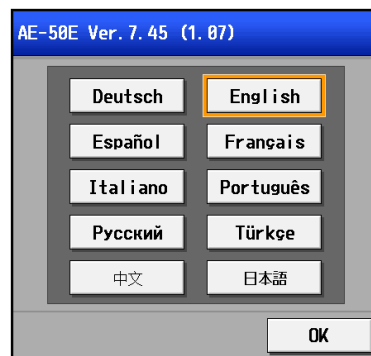 AE-50E Ver. 7.45 (1.07)
Deutsch English
Español Français
Italiano Português
Русский Türkçe
中文 日本語
OK